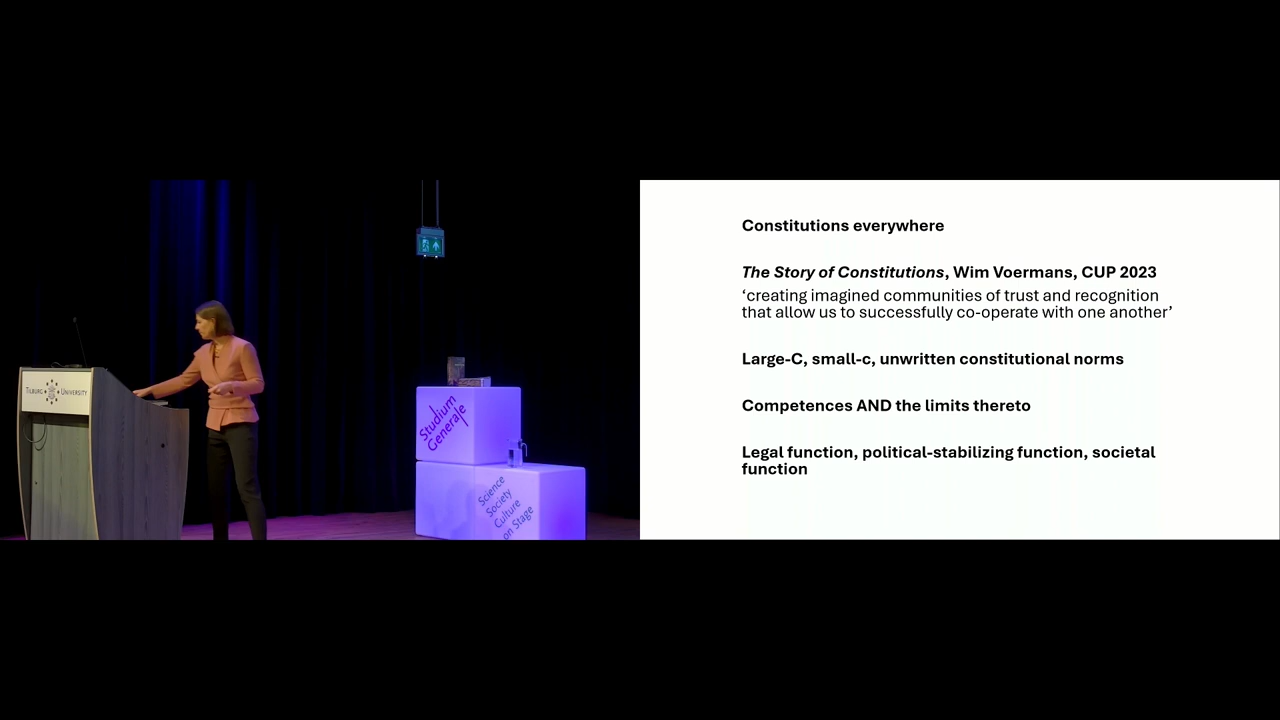 TILBURG UNIVERSITY
Studium
Generale
Science
Society
Culture
on Stage
Constitutions everywhere
The Story of Constitutions, Wim Voermans, CUP 2023
‘creating imagined communities of trust and recognition
that allow us to successfully co-operate with one another’
Large-C, small-c, unwritten constitutional norms
Competences AND the limits thereto
Legal function, political-stabilizing function, societal
function